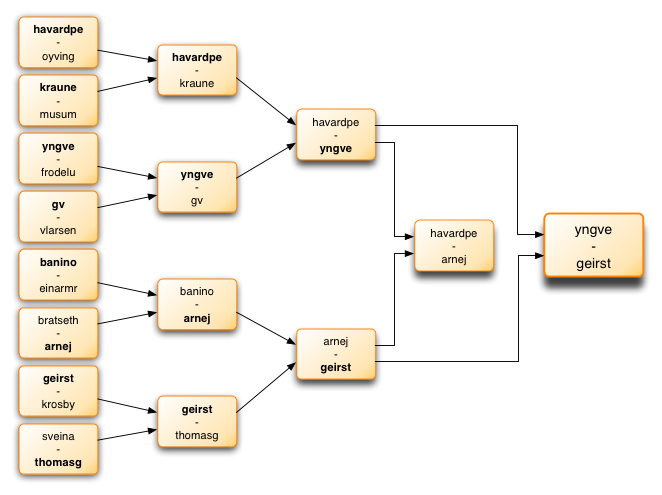 havardpe
-
oyving
kraune
-
musum
yngve
-
frodelu
gv
-
vlarsen
banino
-
einarmr
bratseth
-
arnej
geirst
-
krosby
sveina
-
thomasg
havardpe
-
kraune
yngve
-
gv
banino
-
arnej
geirst
-
thomasg
havardpe
-
yngve
arnej
-
geirst
havardpe
-
arnej
yngve
-
geirst